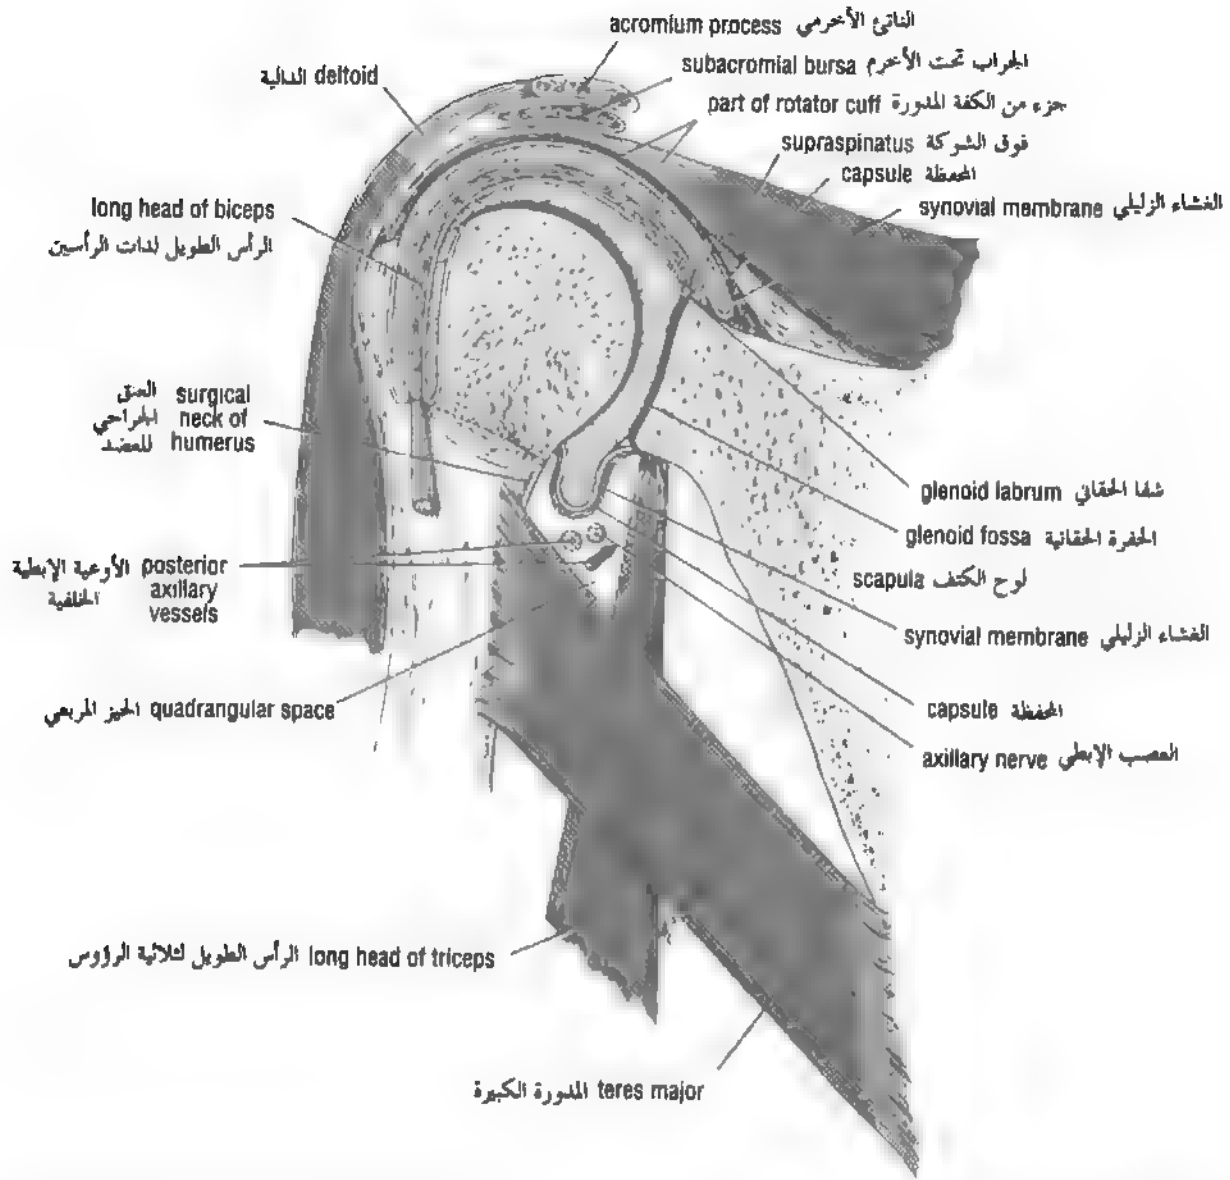 acromium process الناتئ الأخرمي
subacromial bursa الجراب تحت الأخرم
الدالية deltoid
part of rotator cuff جزء من الكفة المدورة
supraspinatus فوق الشوكة
capsule المحفظة
synovial membrane الغشاء الزليلي
long head of biceps
الرأس الطويل لذات الرأسين
العنق surgical
الجراحي neck of
للعضد humerus
glenoid labrum شفا الحقاني
glenoid fossa الحفرة الحقانية
الأوعية الإبطية posterior
الخلفية axillary
vessels
scapula لوح الكتف
synovial membrane الغشاء الزليلي
الحيز المربعي quadrangular space
capsule المحفظة
axillary nerve العصب الإبطي
الرأس الطويل لثلاثية الرؤوس long head of triceps
المدورة الكبيرة teres major